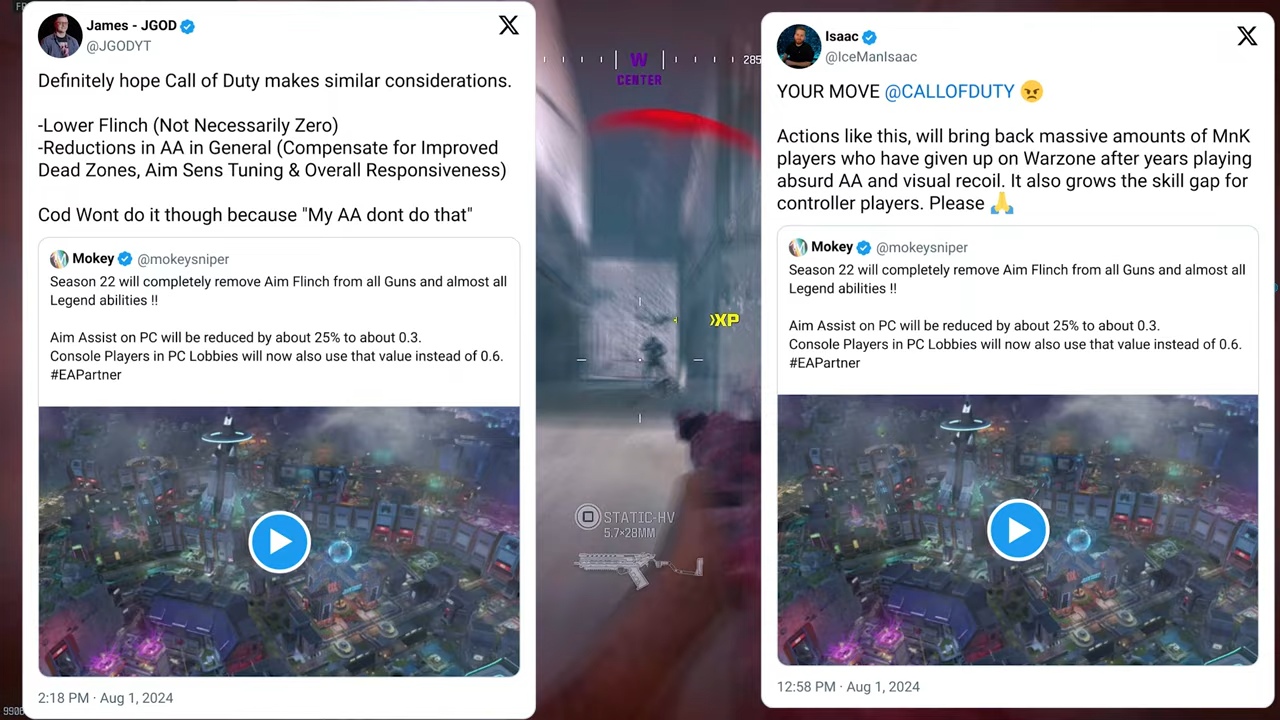 James - JGOD
@JGODYT
Definitely hope Call of Duty makes similar considerations.
-Lower Flinch (Not Necessarily Zero)
-Reductions in AA in General (Compensate for Improved
Dead Zones, Aim Sens Tuning & Overall Responsiveness)
Cod Wont do it though because "My AA dont do that"
Mokey @mokeysniper
Season 22 will completely remove Aim Flinch from all Guns and almost all
Legend abilities !!
Aim Assist on PC will be reduced by about 25% to about 0.3.
Console Players in PC Lobbies will now also use that value instead of 0.6.
#EAPartner
2:18 PM · Aug 1, 2024
W
CENTER
285
XP
STATIC-HV
5.7×28MM
Isaac
@IceManIsaac
YOUR MOVE @CALLOFDUTY 😠
Actions like this, will bring back massive amounts of MnK
players who have given up on Warzone after years playing
absurd AA and visual recoil. It also grows the skill gap for
controller players. Please 🙏
Mokey @mokeysniper
Season 22 will completely remove Aim Flinch from all Guns and almost all
Legend abilities !!
Aim Assist on PC will be reduced by about 25% to about 0.3.
Console Players in PC Lobbies will now also use that value instead of 0.6.
#EAPartner
12:58 PM · Aug 1, 2024